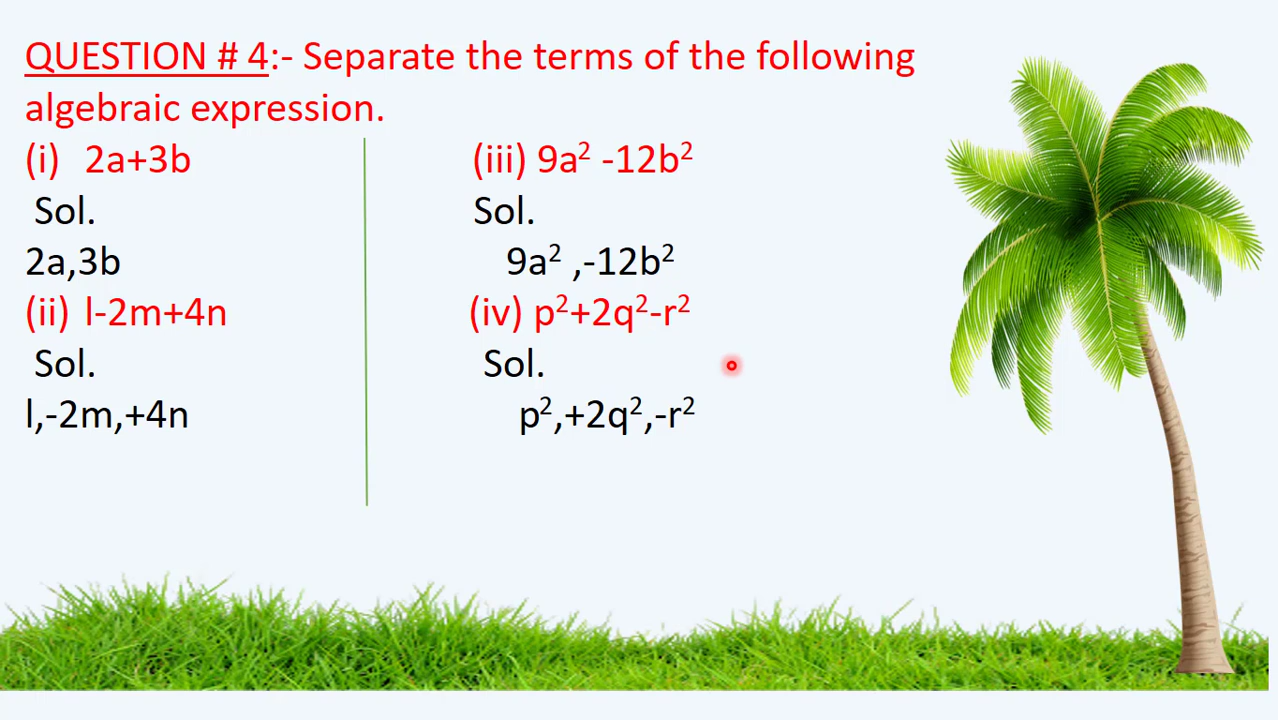 QUESTION # 4:- Separate the terms of the following
algebraic expression.
(i) 2a+3b
Sol.
2a,3b
(ii) l-2m+4n
Sol.
l,-2m,+4n
(iii) 9a² -12b²
Sol.
9a² ,-12b²
(iv) p²+2q²-r²
Sol.
p²,+2q²,-r²